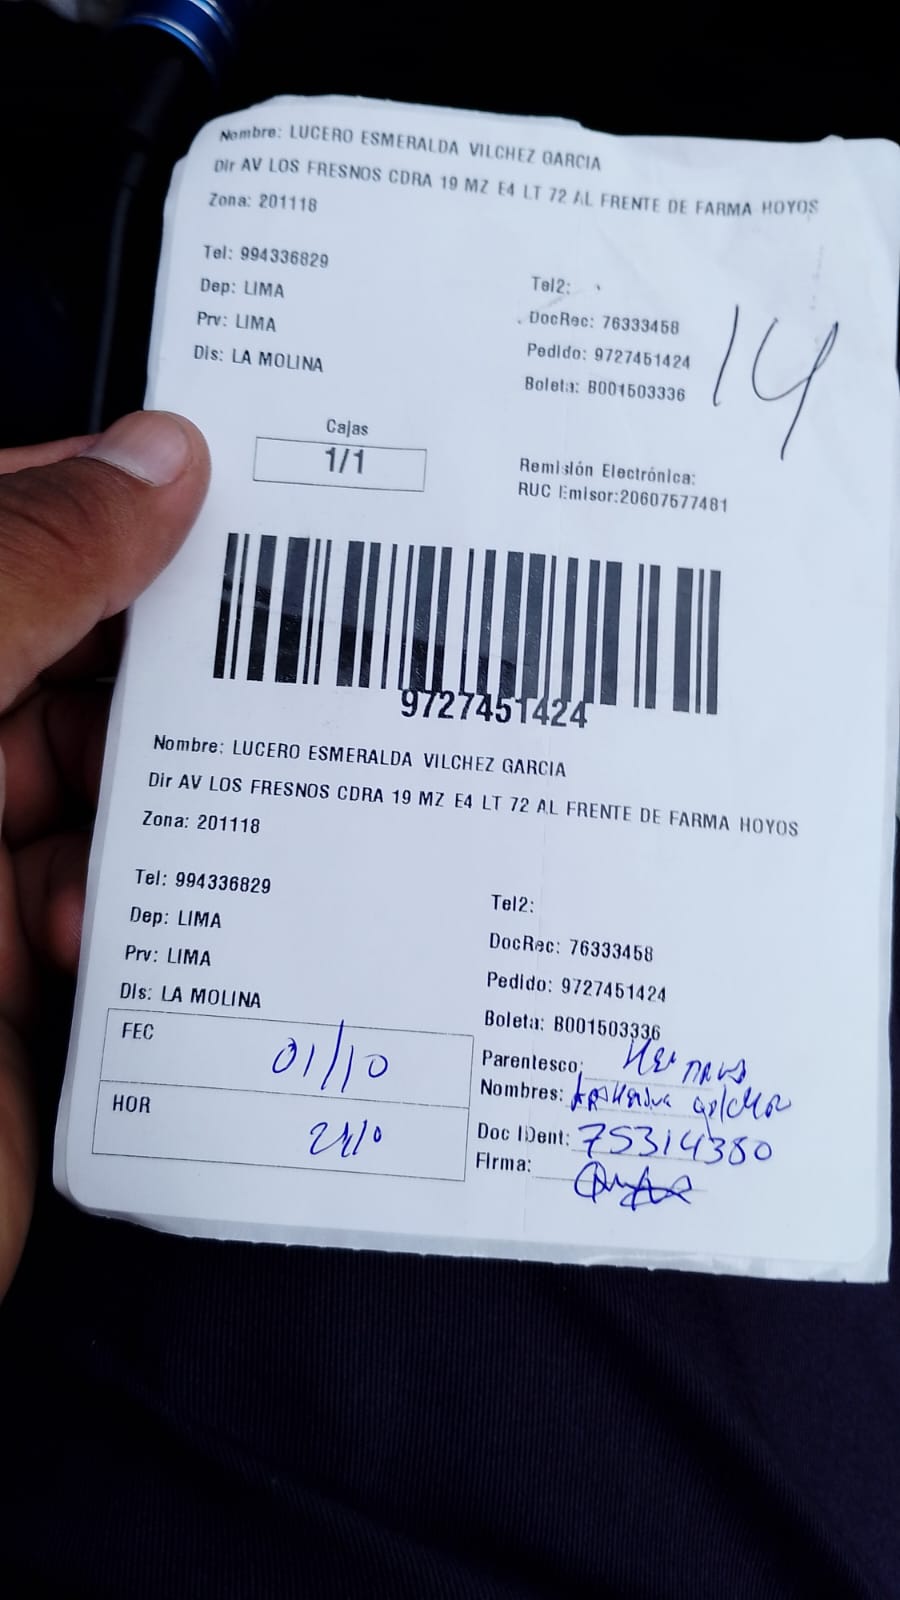 Nombre: LUCERO ESMERALDA VILCHEZ GARCIA
Dir AV LOS FRESNOS CDRA 19 MZ E4 LT 72 AL FRENTE DE FARMA HOYOS
Zona: 201118
Tel: 994336829
Tel2:
Dep: LIMA
DocRec: 76333458
Prv: LIMA
Pedido: 9727451424
Dis: LA MOLINA
Boleta: B001503336
14
Cajas
1/1
Remisión Electrónica:
RUC Emisor:20607577481
9727451424
Nombre: LUCERO ESMERALDA VILCHEZ GARCIA
Dir AV LOS FRESNOS CDRA 19 MZ E4 LT 72 AL FRENTE DE FARMA HOYOS
Zona: 201118
Tel: 994336829
Tel2:
Dep: LIMA
DocRec: 76333458
Prv: LIMA
Pedido: 9727451424
Dis: LA MOLINA
Boleta: B001503336
FEC 01/10
Parentesco:
Nombres:
HOR
Doc IDent: 75314380
Firma: